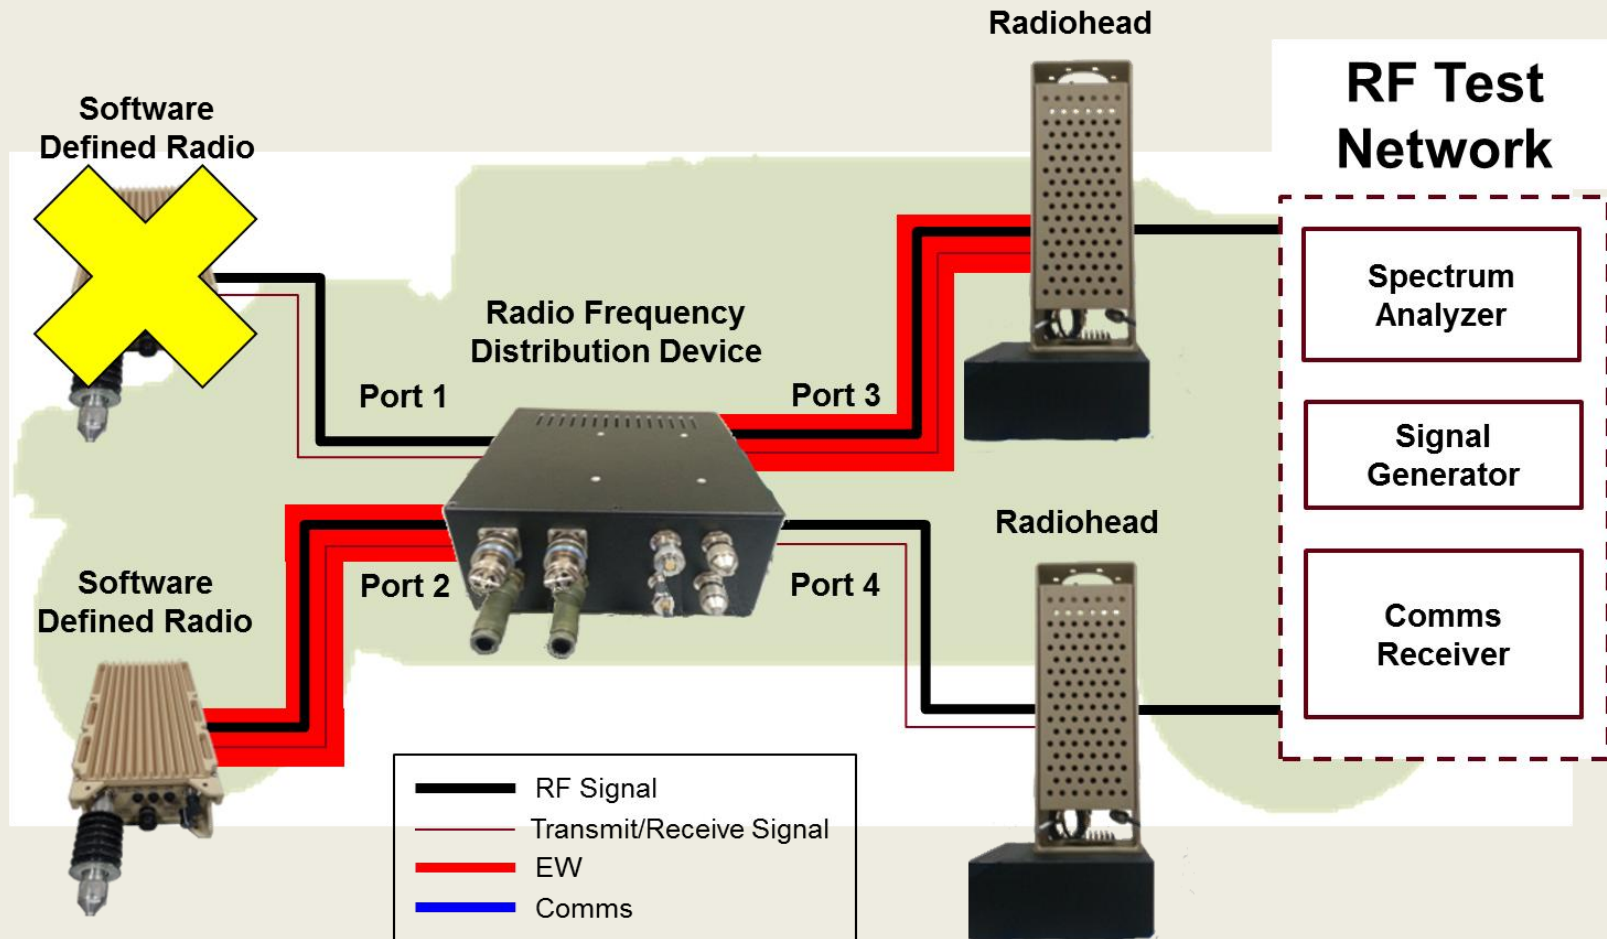 Radiohead
RF Test
Network
Software
Defined Radio
Spectrum
Analyzer
Radio Frequency
Distribution Device
Port 1
Port 3
Signal
Generator
Radiohead
Software
Defined Radio
Port 2
Port 4
Comms
Receiver
RF Signal
Transmit/Receive Signal
EW
Comms